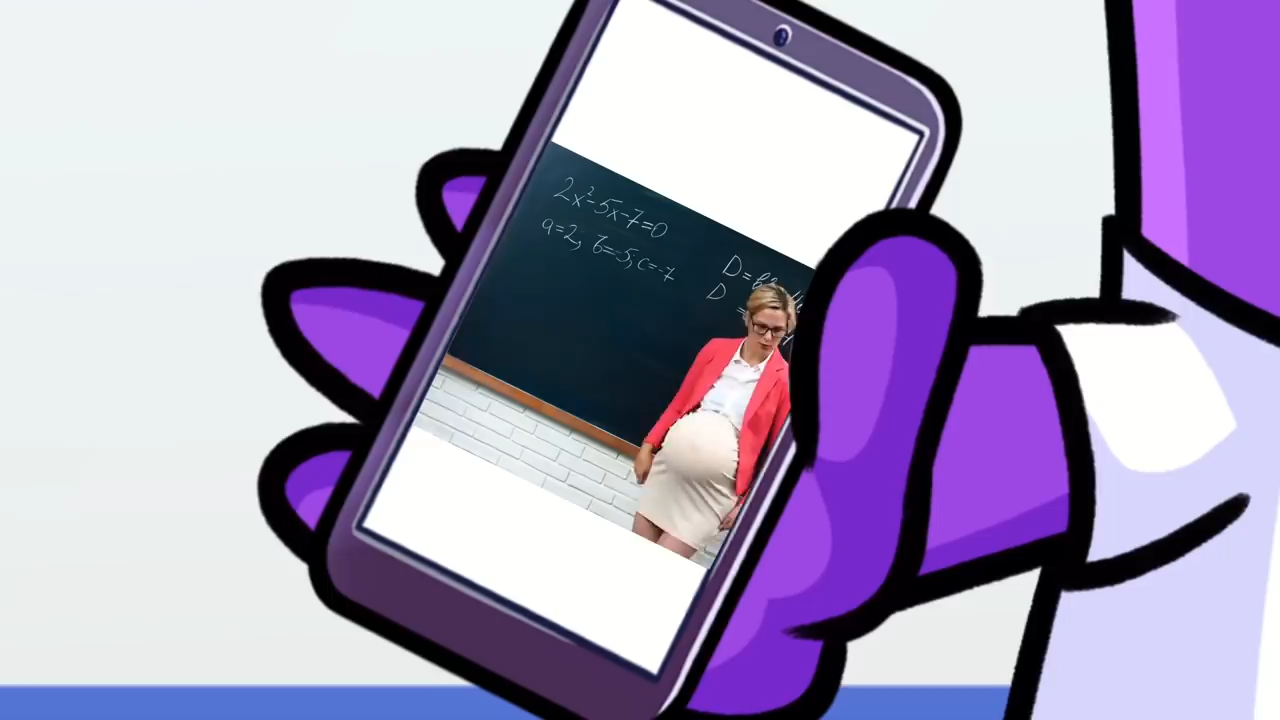 2x²-5x-7=0
a=2, b=-5; c=-7
D=
D
=